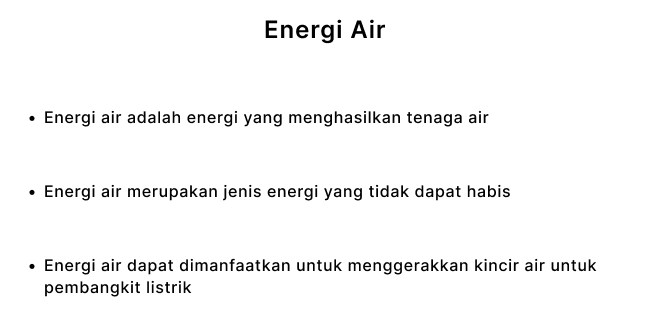 Energi Air
• Energi air adalah energi yang menghasilkan tenaga air
• Energi air merupakan jenis energi yang tidak dapat habis
• Energi air dapat dimanfaatkan untuk menggerakkan kincir air untuk
pembangkit listrik